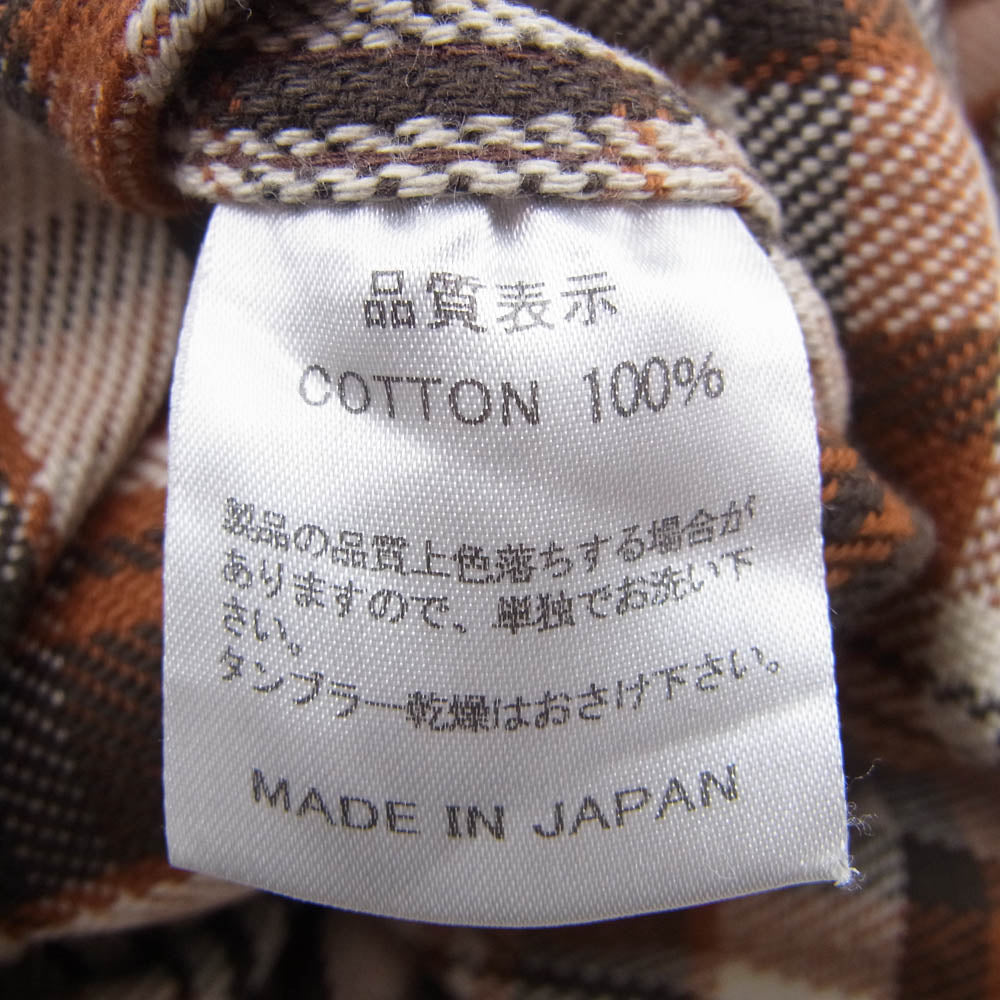 品質表示
COTTON 100%
製品の品質上色落ちする場合が
ありますので、単独でお洗い下
さい。
タンブラー乾燥はおさけ下さい。
MADE IN JAPAN